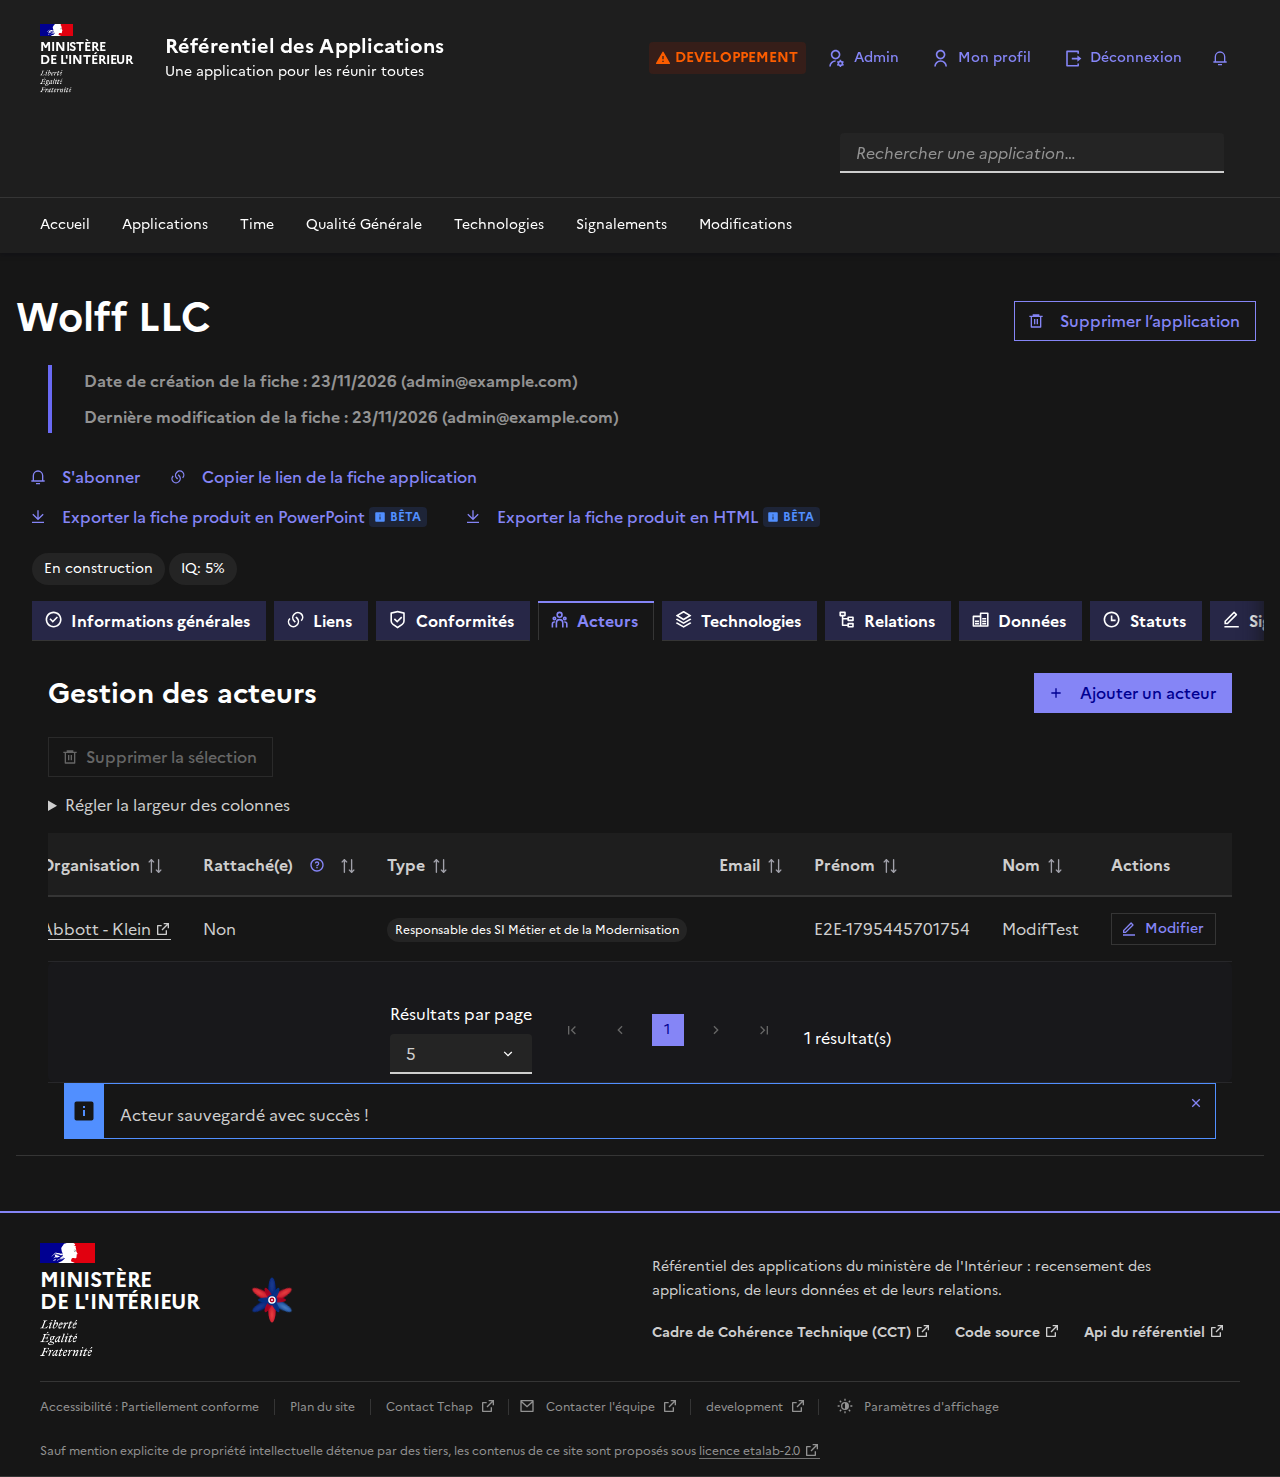 MINISTÈRE
DE L'INTÉRIEUR
Liberté
Égalité
Fraternité
Référentiel des Applications
Une application pour les réunir toutes
DEVELOPPEMENT
Admin
Mon profil
Déconnexion
Rechercher une application...
Accueil
Applications
Time
Qualité Générale
Technologies
Signalements
Modifications
Wolff LLC
Supprimer l’application
Date de création de la fiche : 23/11/2026 (admin@example.com)
Dernière modification de la fiche : 23/11/2026 (admin@example.com)
S'abonner
Copier le lien de la fiche application
Exporter la fiche produit en PowerPoint BÊTA
Exporter la fiche produit en HTML BÊTA
En construction
IQ: 5%
Informations générales
Liens
Conformités
Acteurs
Technologies
Relations
Données
Statuts
Gestion des acteurs
Ajouter un acteur
Supprimer la sélection
Régler la largeur des colonnes
Organisation
Rattaché(e)
Type
Email
Prénom
Nom
Actions
Abbott - Klein
Non
Responsable des SI Métier et de la Modernisation
E2E-1795445701754
ModifTest
Modifier
Résultats par page
5
1
1 résultat(s)
Acteur sauvegardé avec succès !
MINISTÈRE
DE L'INTÉRIEUR
Liberté
Égalité
Fraternité
Référentiel des applications du ministère de l'Intérieur : recensement des
applications, de leurs données et de leurs relations.
Cadre de Cohérence Technique (CCT)
Code source
Api du référentiel
Accessibilité : Partiellement conforme
Plan du site
Contact Tchap
Contacter l'équipe
development
Paramètres d'affichage
Sauf mention explicite de propriété intellectuelle détenue par des tiers, les contenus de ce site sont proposés sous licence etalab-2.0